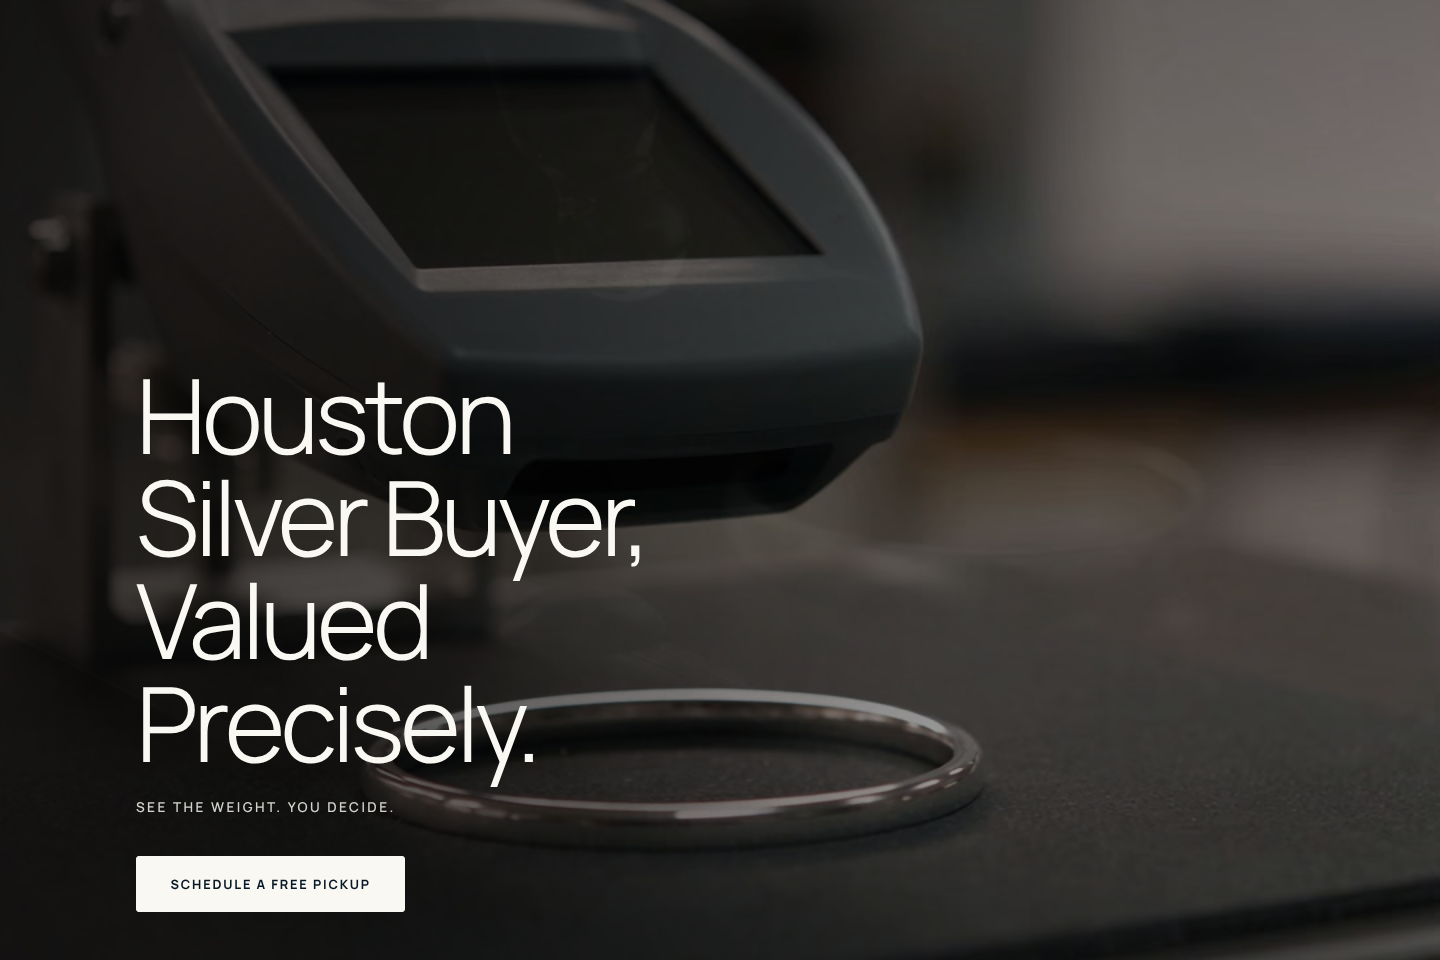 Houston
Silver Buyer,
Valued
Precisely.
SEE THE WEIGHT. YOU DECIDE.
SCHEDULE A FREE PICKUP